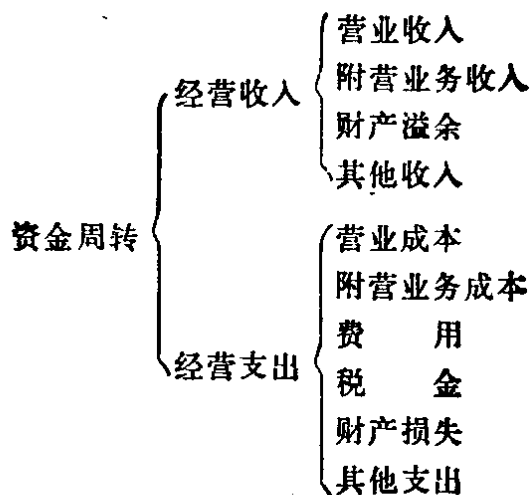 资金周转
经营收入
营业收入
附营业务收入
财产溢余
其他收入
经营支出
营业成本
附营业务成本
费用
税金
财产损失
其他支出